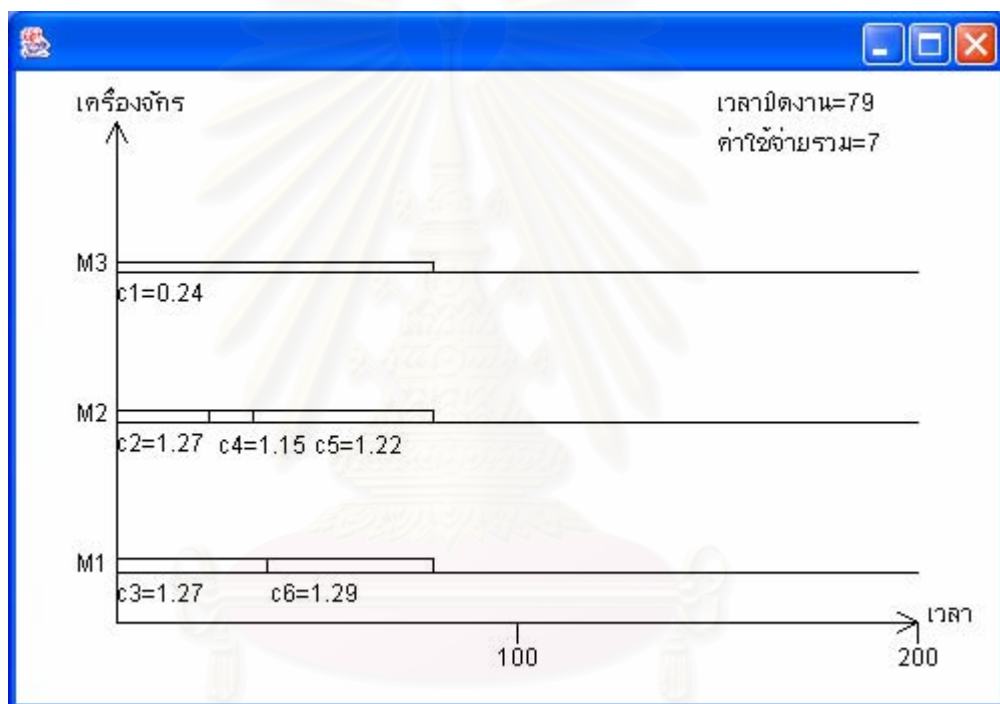 เครื่องจักร
เวลาปิดงาน=79
ค่าใช้จ่ายรวม=7
M3
c1=0.24
M2
c2=1.27 c4=1.15 c5=1.22
M1
c3=1.27 c6=1.29
เวลา
100 200